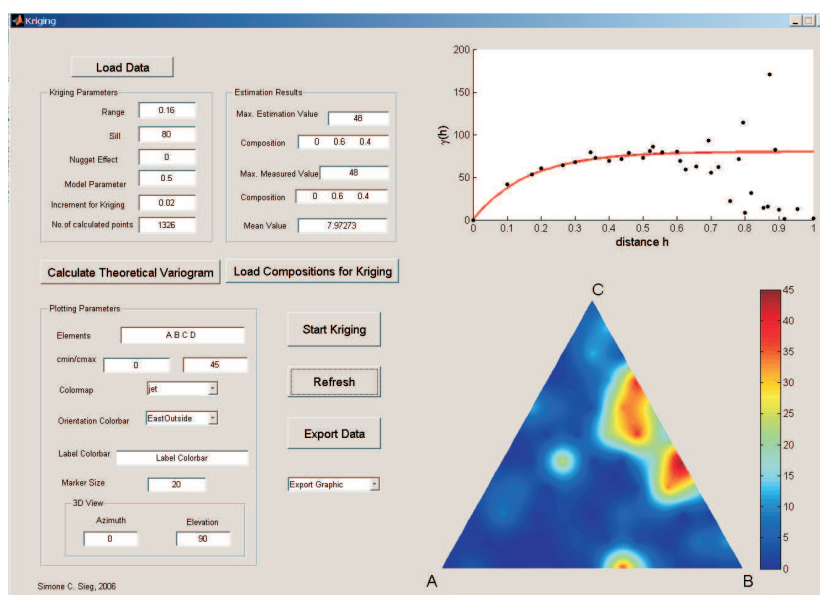 Kriging
Load Data
Kriging Parameters
Range 0.16
Sill 80
Nugget Effect 0
Model Parameter 0.5
Increment for Kriging 0.02
No.of calculated points 1326
Estimation Results
Max. Estimation Value 48
Composition 0 0.6 0.4
Max. Measured Value 48
Composition 0 0.6 0.4
Mean Value 7.97273
Calculate Theoretical Variogram
Load Compositions for Kriging
Plotting Parameters
Elements A B C D
cmin/cmax 0 45
Colormap jet
Orientation Colorbar EastOutside
Label Colorbar Label Colorbar
Marker Size 20
3D View
Azimuth Elevation
0 90
Start Kriging
Refresh
Export Data
Export Graphic
Simone C. Sieg, 2006
γ(h)
200
150
100
50
0
0 0.1 0.2 0.3 0.4 0.5 0.6 0.7 0.8 0.9 1
distance h
C
A
B
45
40
35
30
25
20
15
10
5
0